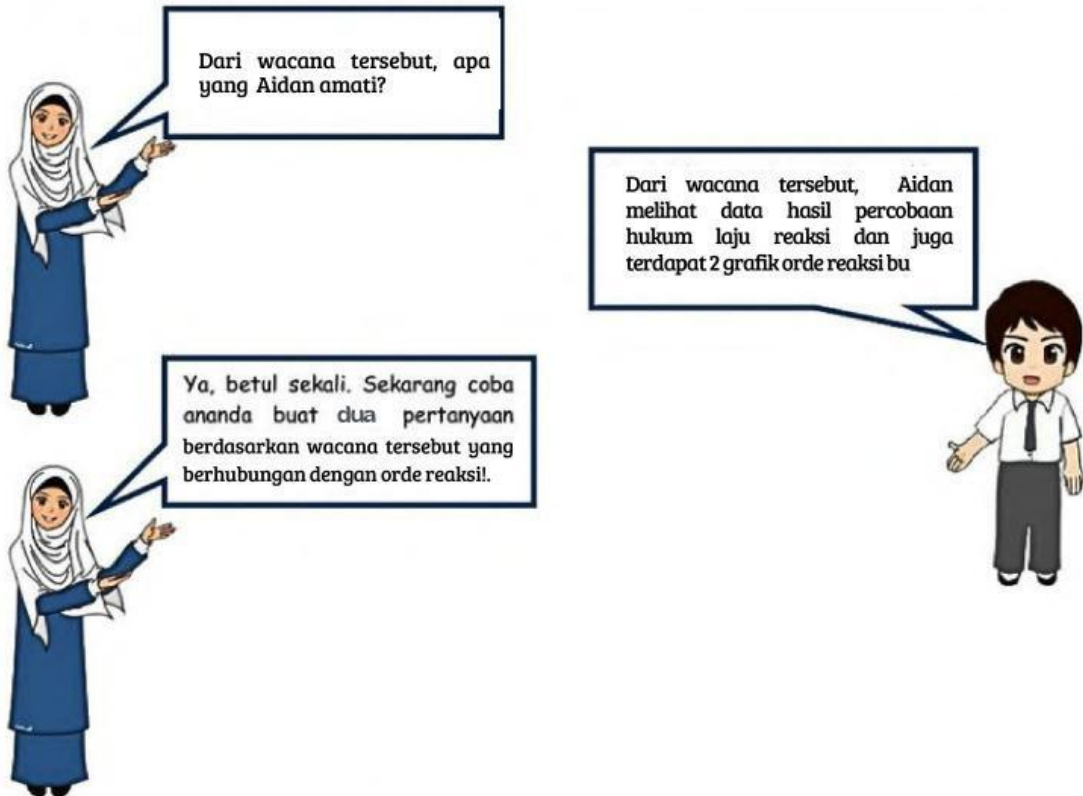 Dari wacana tersebut, apa
yang Aidan amati?
Dari wacana tersebut, Aidan
melihat data hasil percobaan
hukum laju reaksi dan juga
terdapat 2 grafik orde reaksi bu
Ya, betul sekali. Sekarang coba
ananda buat dua pertanyaan
berdasarkan wacana tersebut yang
berhubungan dengan orde reaksi!.